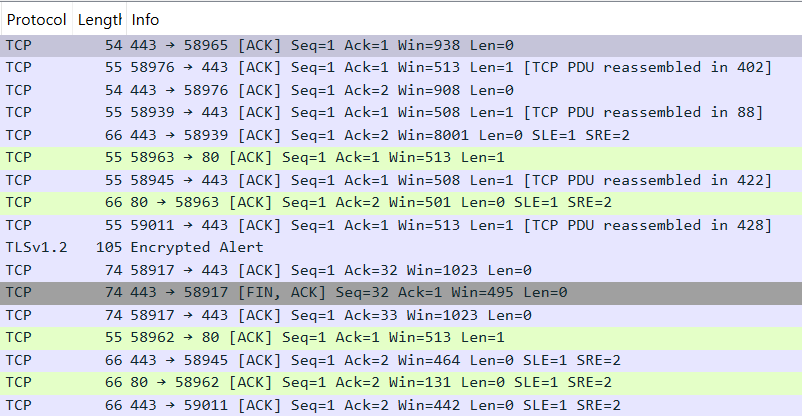 Protocol Length Info
TCP 54 443 → 58965 [ACK] Seq=1 Ack=1 Win=938 Len=0
TCP 55 58976 → 443 [ACK] Seq=1 Ack=1 Win=513 Len=1 [TCP PDU reassembled in 402]
TCP 54 443 → 58976 [ACK] Seq=1 Ack=2 Win=908 Len=0
TCP 55 58939 → 443 [ACK] Seq=1 Ack=1 Win=508 Len=1 [TCP PDU reassembled in 88]
TCP 66 443 → 58939 [ACK] Seq=1 Ack=2 Win=8001 Len=0 SLE=1 SRE=2
TCP 55 58963 → 80 [ACK] Seq=1 Ack=1 Win=513 Len=1
TCP 55 58945 → 443 [ACK] Seq=1 Ack=1 Win=508 Len=1 [TCP PDU reassembled in 422]
TCP 66 80 → 58963 [ACK] Seq=1 Ack=2 Win=501 Len=0 SLE=1 SRE=2
TCP 55 59011 → 443 [ACK] Seq=1 Ack=1 Win=513 Len=1 [TCP PDU reassembled in 428]
TLSv1.2 105 Encrypted Alert
TCP 74 58917 → 443 [ACK] Seq=1 Ack=32 Win=1023 Len=0
TCP 74 443 → 58917 [FIN, ACK] Seq=32 Ack=1 Win=495 Len=0
TCP 74 58917 → 443 [ACK] Seq=1 Ack=33 Win=1023 Len=0
TCP 55 58962 → 80 [ACK] Seq=1 Ack=1 Win=513 Len=1
TCP 66 443 → 58945 [ACK] Seq=1 Ack=2 Win=464 Len=0 SLE=1 SRE=2
TCP 66 80 → 58962 [ACK] Seq=1 Ack=2 Win=131 Len=0 SLE=1 SRE=2
TCP 66 443 → 59011 [ACK] Seq=1 Ack=2 Win=442 Len=0 SLE=1 SRE=2